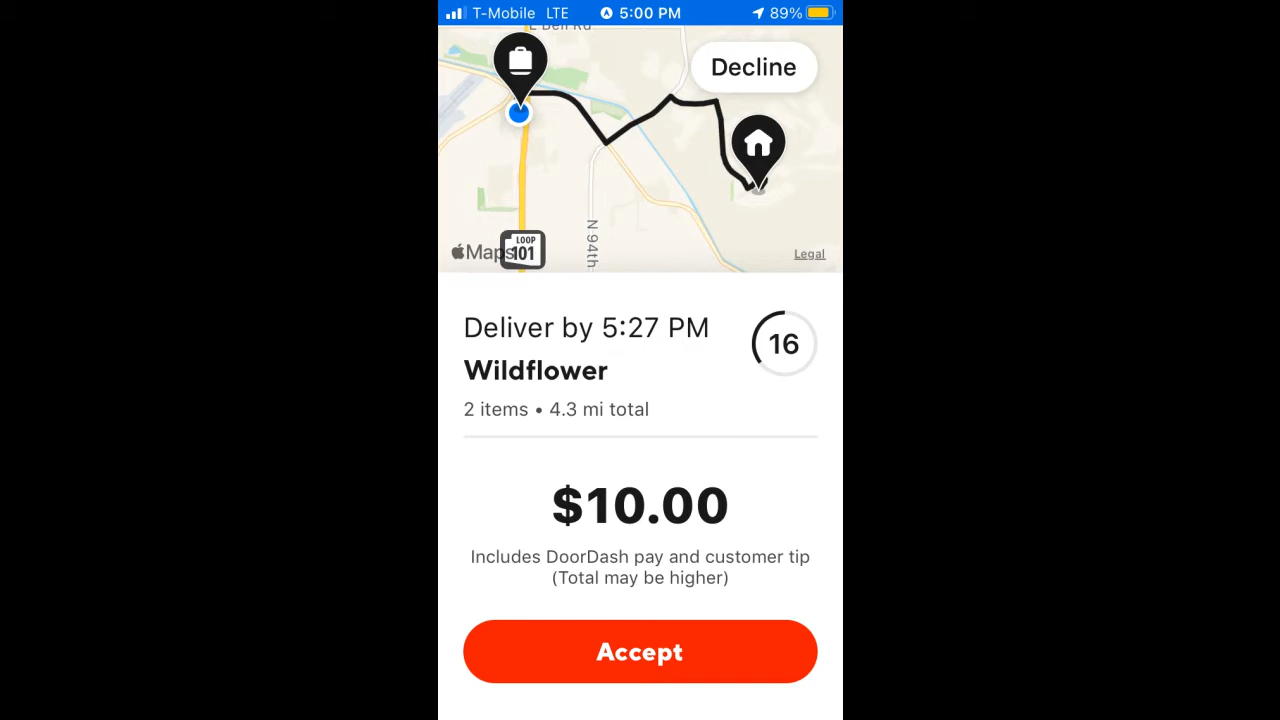 T-Mobile LTE 5:00 PM 89%
E Bell Rd
Decline
N 94th
LOOP
101
Maps
Legal
Deliver by 5:27 PM
16
Wildflower
2 items • 4.3 mi total
$10.00
Includes DoorDash pay and customer tip
(Total may be higher)
Accept